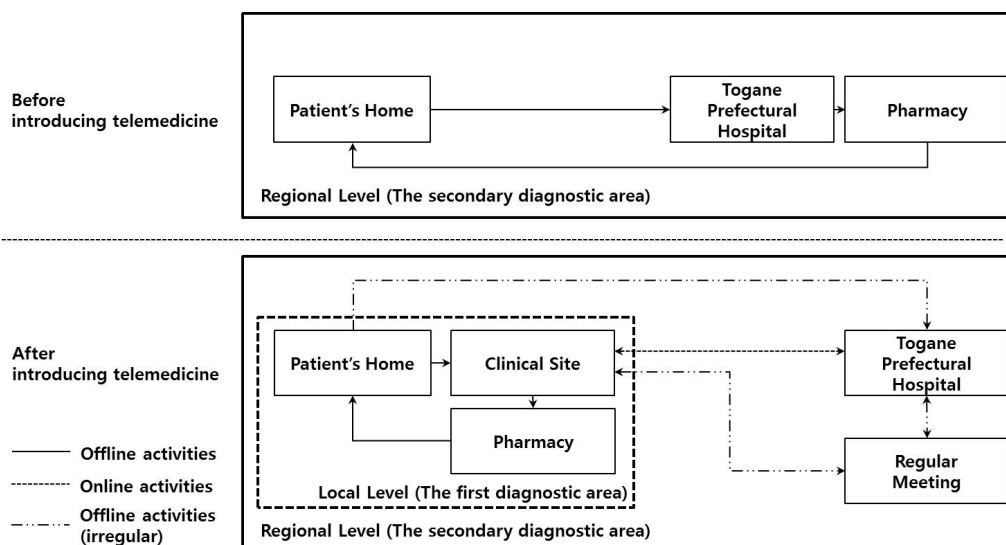 Before
introducing telemedicine
Patient's Home
Togane
Prefectural
Hospital
Pharmacy
Regional Level (The secondary diagnostic area)
After
introducing telemedicine
Patient's Home
Clinical Site
Togane
Prefectural
Hospital
Pharmacy
Regular
Meeting
Local Level (The first diagnostic area)
Regional Level (The secondary diagnostic area)
Offline activities
Online activities
Offline activities
(irregular)